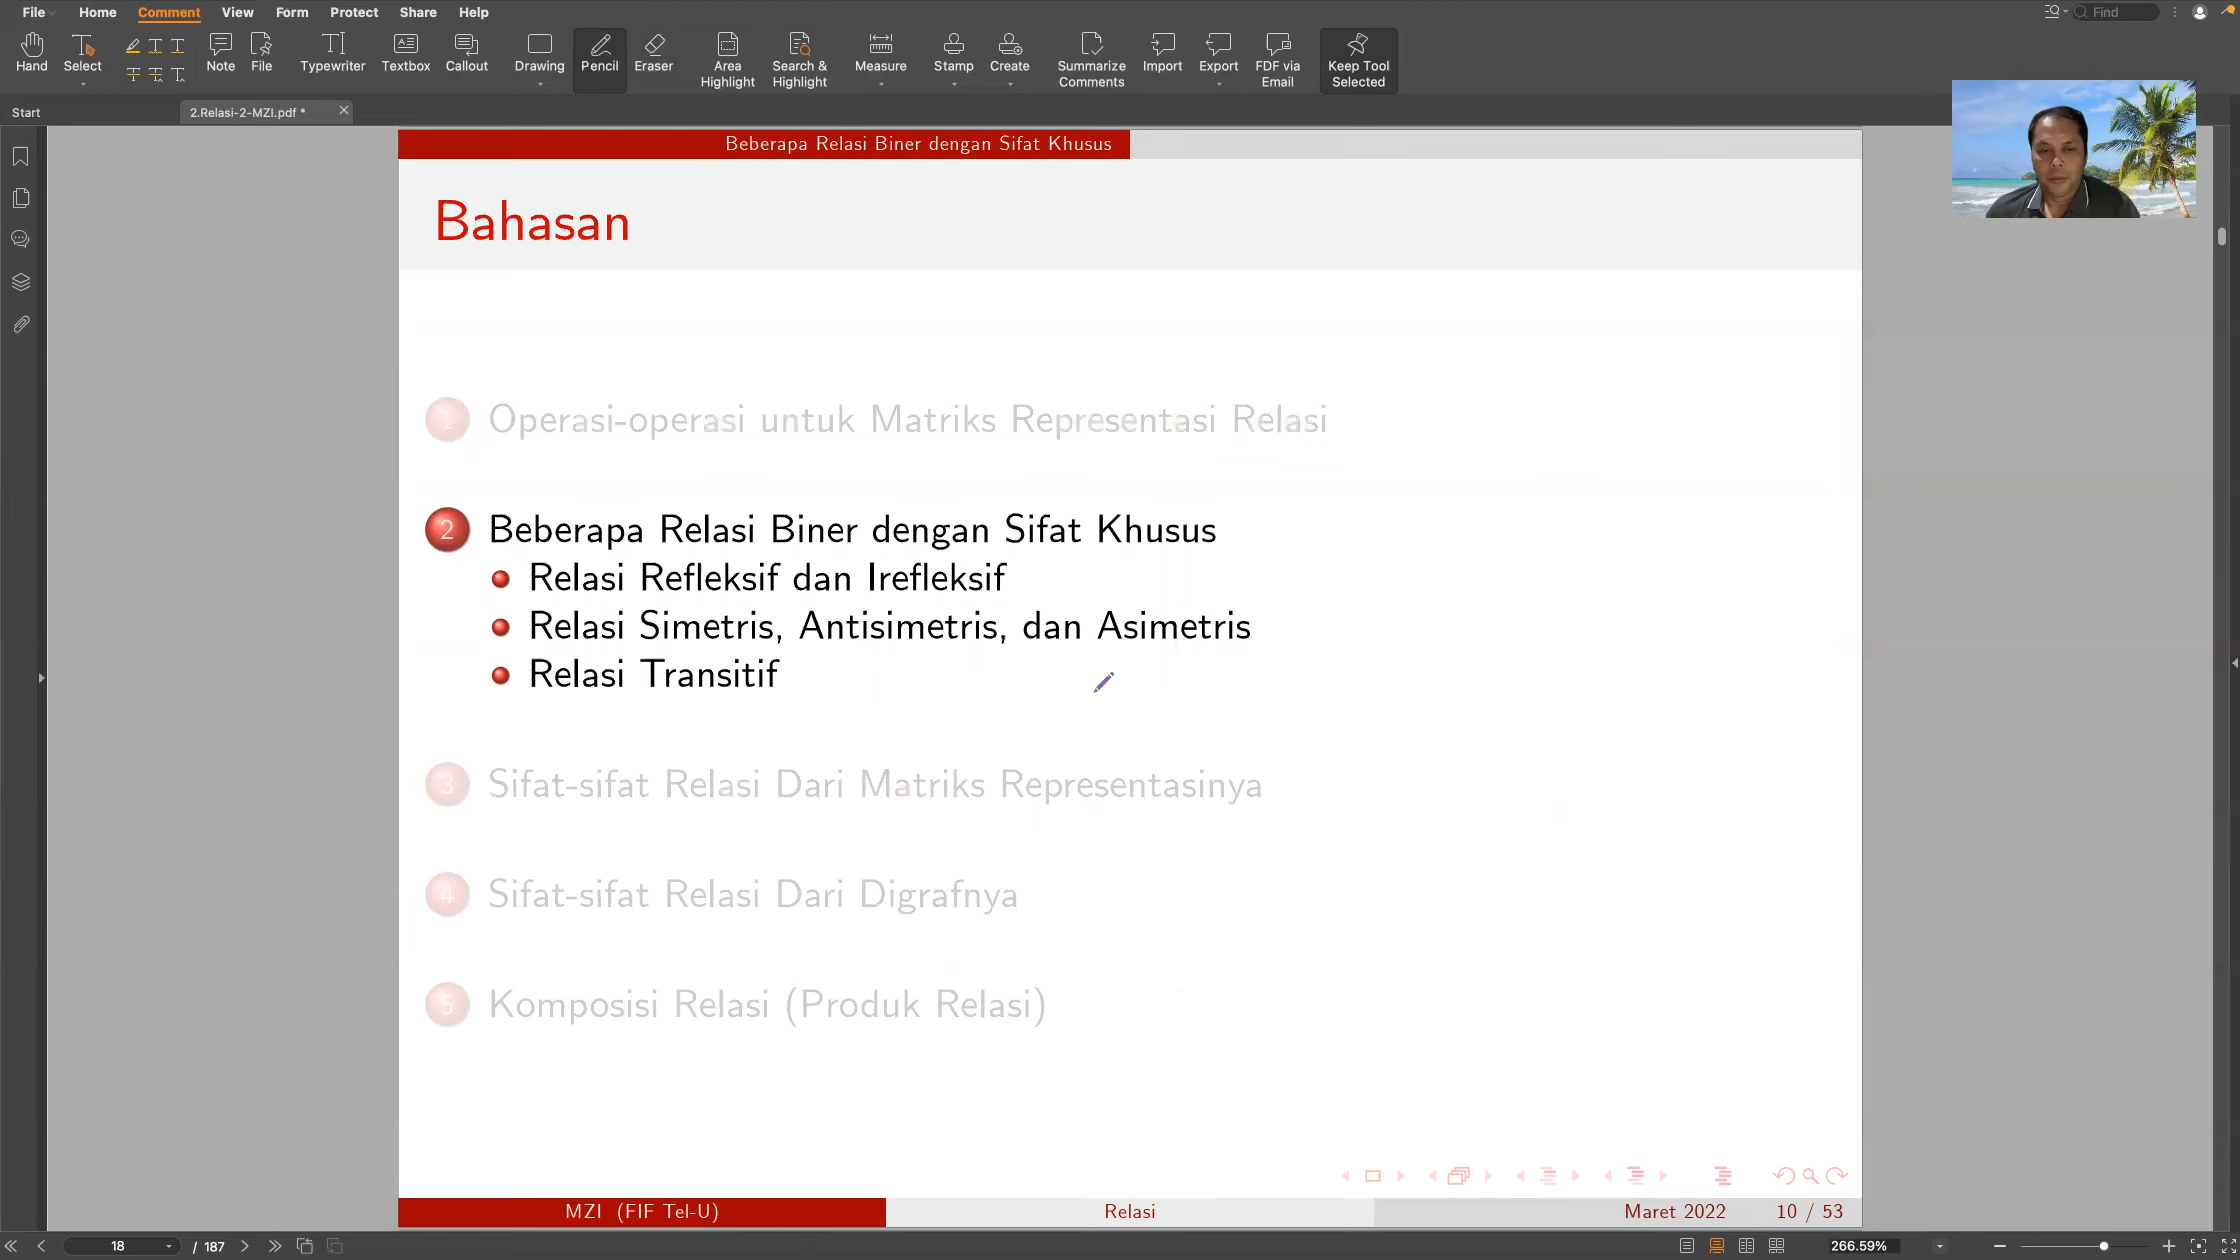 File Home Comment View Form Protect Share Help
Find
Hand Select Note File Typewriter Textbox Callout Drawing Pencil Eraser Area Highlight Search & Highlight Measure Stamp Create Summarize Comments Import Export FDF via Email Keep Tool Selected
Start 2.Relasi-2-MZI.pdf *
Beberapa Relasi Biner dengan Sifat Khusus
Bahasan
1 Operasi-operasi untuk Matriks Representasi Relasi
2 Beberapa Relasi Biner dengan Sifat Khusus
Relasi Refleksif dan Irefleksif
Relasi Simetris, Antisimetris, dan Asimetris
Relasi Transitif
3 Sifat-sifat Relasi Dari Matriks Representasinya
4 Sifat-sifat Relasi Dari Digrafnya
5 Komposisi Relasi (Produk Relasi)
MZI (FIF Tel-U) Relasi Maret 2022 10 / 53
18 / 187 266.59%